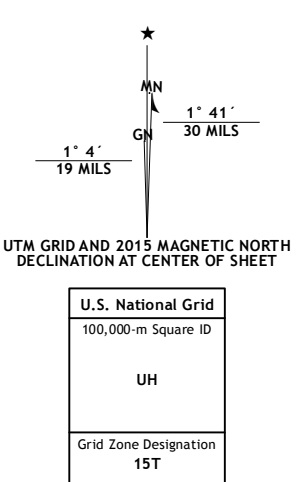 ★
MN
1° 41´
GN
30 MILS
1° 4´
19 MILS
UTM GRID AND 2015 MAGNETIC NORTH
DECLINATION AT CENTER OF SHEET
U.S. National Grid
100,000-m Square ID
UH
Grid Zone Designation
15T